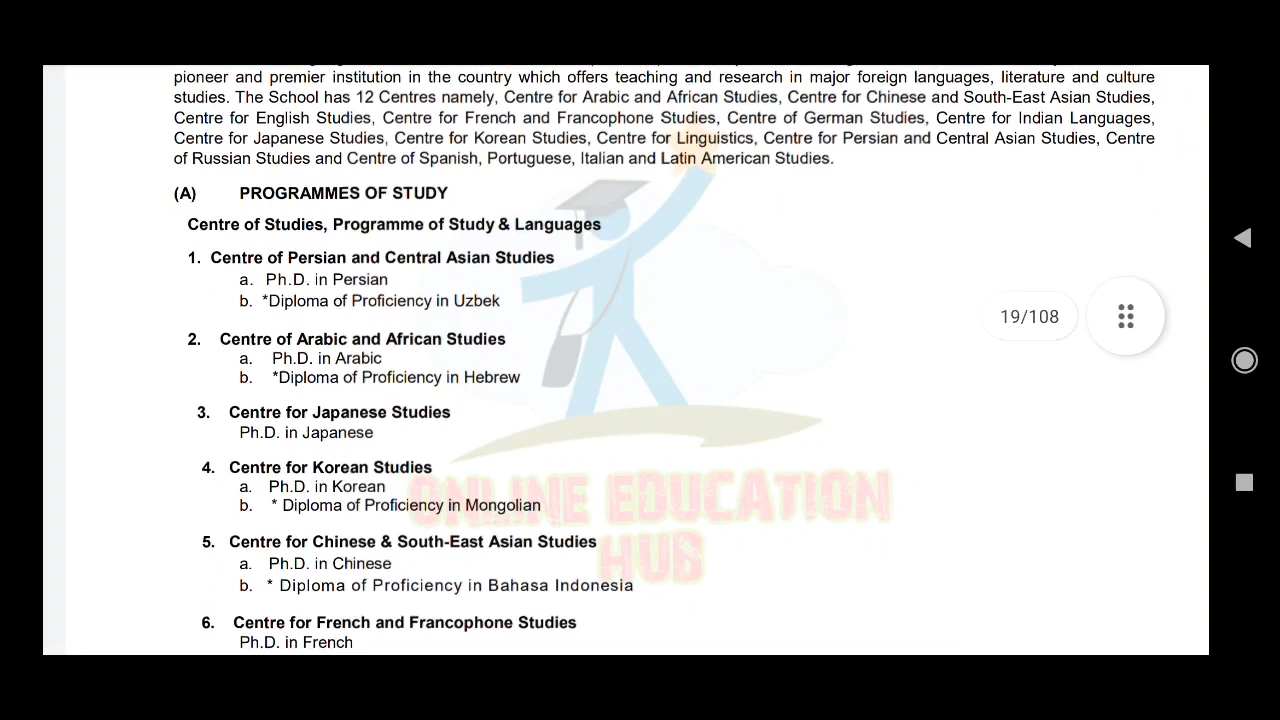 pioneer and premier institution in the country which offers teaching and research in major foreign languages, literature and culture
studies. The School has 12 Centres namely, Centre for Arabic and African Studies, Centre for Chinese and South-East Asian Studies,
Centre for English Studies, Centre for French and Francophone Studies, Centre of German Studies, Centre for Indian Languages,
Centre for Japanese Studies, Centre for Korean Studies, Centre for Linguistics, Centre for Persian and Central Asian Studies, Centre
of Russian Studies and Centre of Spanish, Portuguese, Italian and Latin American Studies.
(A) PROGRAMMES OF STUDY
Centre of Studies, Programme of Study & Languages
1. Centre of Persian and Central Asian Studies
a. Ph.D. in Persian
b. *Diploma of Proficiency in Uzbek
19/108
2. Centre of Arabic and African Studies
a. Ph.D. in Arabic
b. *Diploma of Proficiency in Hebrew
3. Centre for Japanese Studies
Ph.D. in Japanese
4. Centre for Korean Studies
a. Ph.D. in Korean
b. * Diploma of Proficiency in Mongolian
ONLINE EDUCATION
HUB
5. Centre for Chinese & South-East Asian Studies
a. Ph.D. in Chinese
b. * Diploma of Proficiency in Bahasa Indonesia
6. Centre for French and Francophone Studies
Ph.D. in French